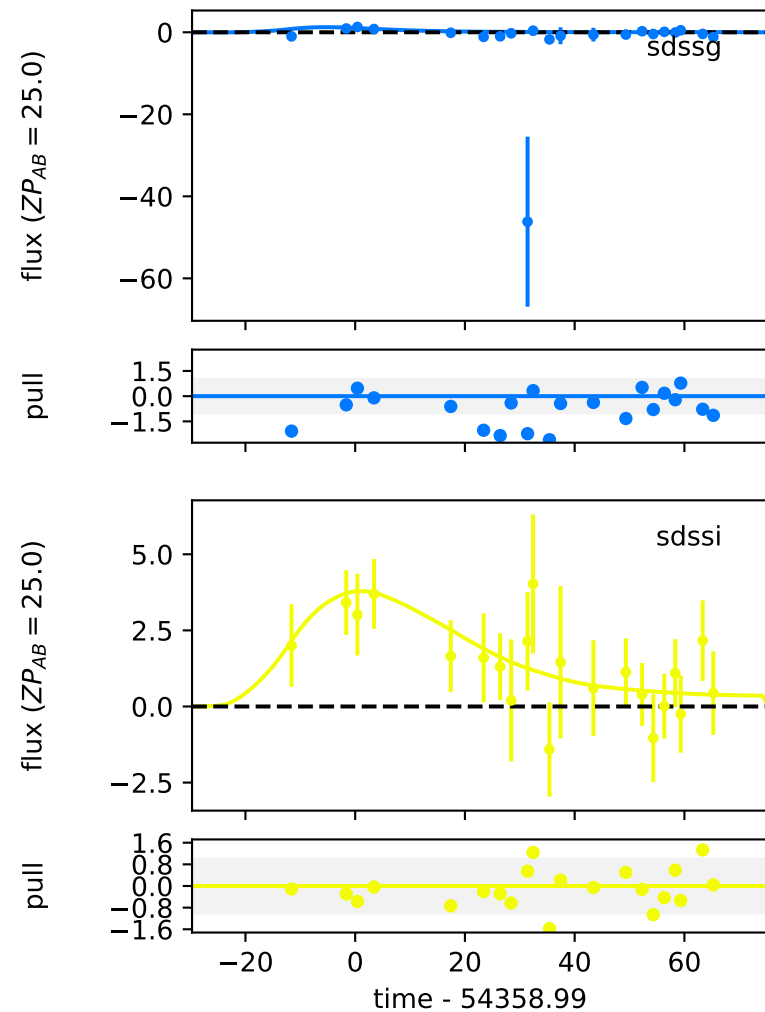 0
−20
−40
−60
flux (ZP_AB = 25.0)
sdssg
1.5
0.0
−1.5
pull
5.0
2.5
0.0
−2.5
flux (ZP_AB = 25.0)
sdssi
1.6
0.8
0.0
−0.8
−1.6
pull
−20 0 20 40 60
time - 54358.99